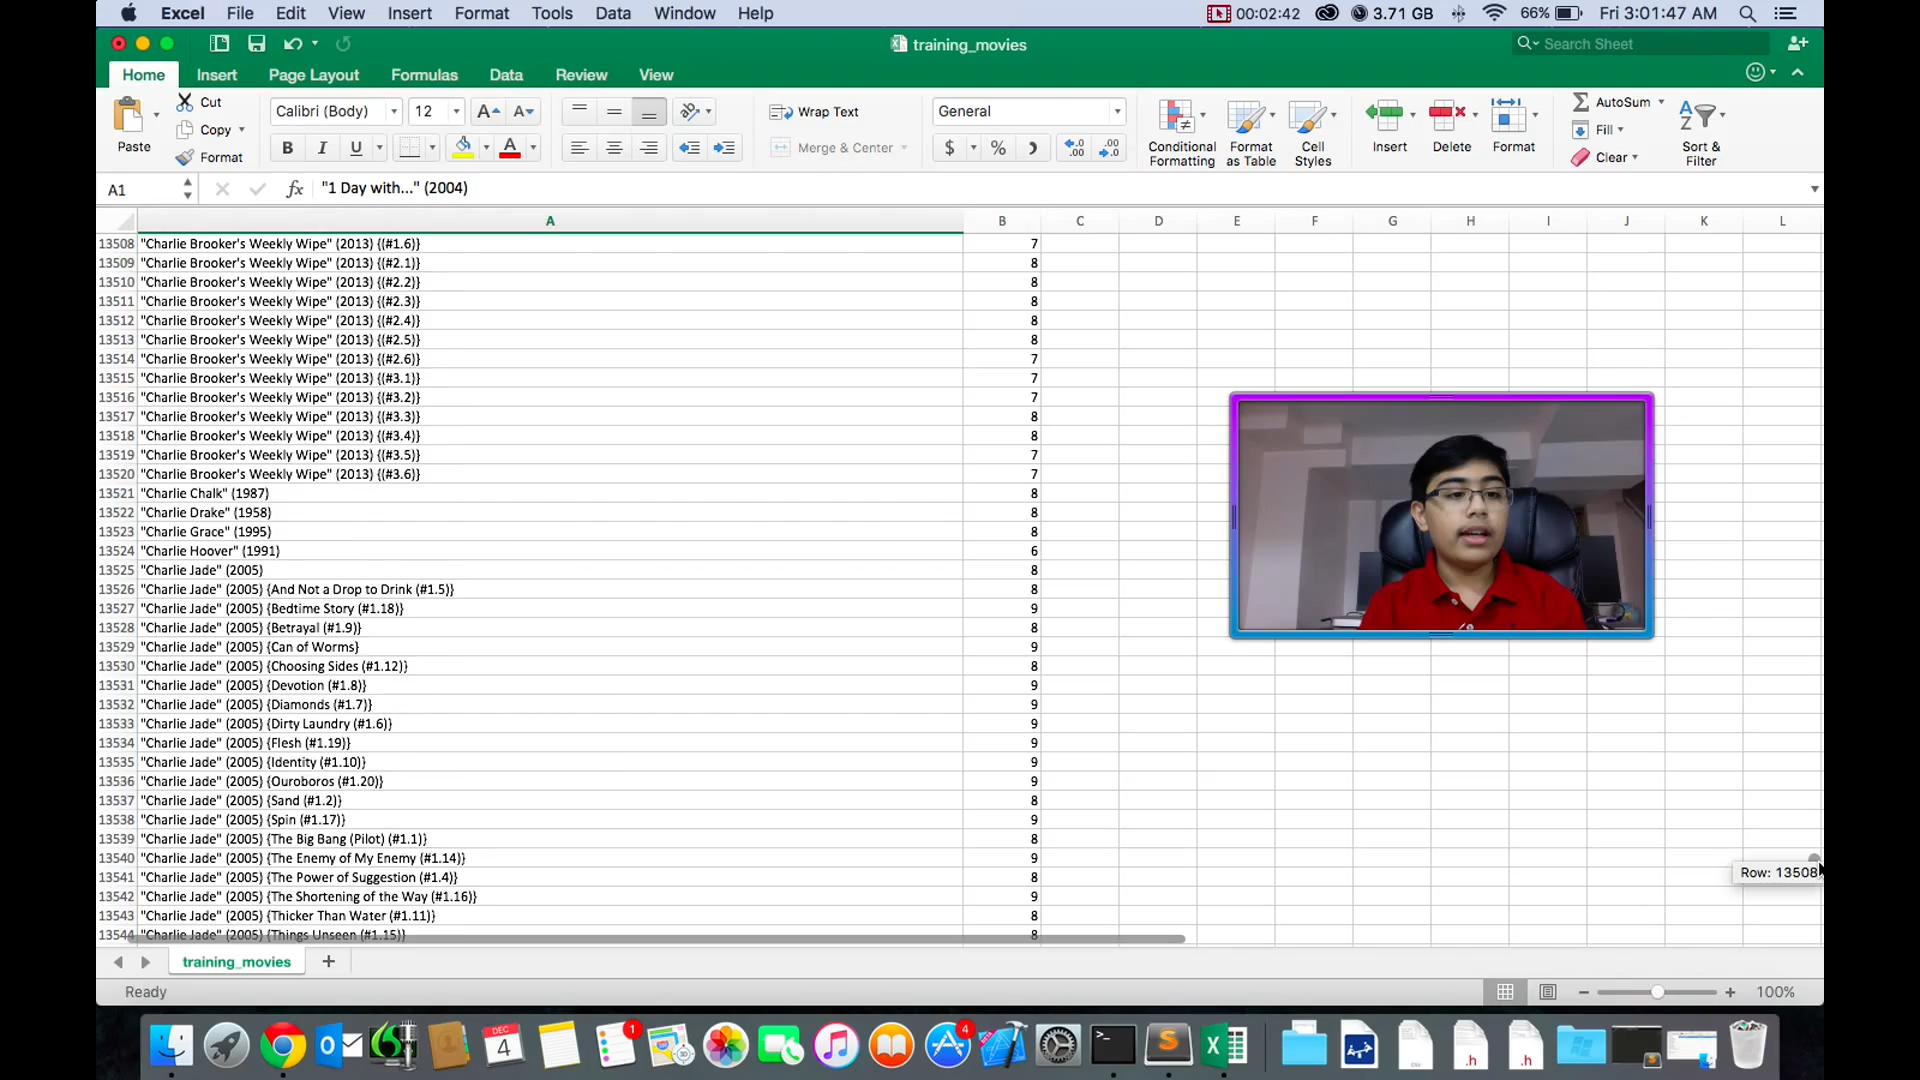 Excel File Edit View Insert Format Tools Data Window Help 00:02:42 3.71 GB 66% Fri 3:01:47 AM
training_movies Search Sheet
Home Insert Page Layout Formulas Data Review View
Cut Calibri (Body) 12 A A Wrap Text General AutoSum
Copy Fill
Paste Format B I U A Merge & Center $ % Conditional Formatting Format as Table Cell Styles Insert Delete Format Clear Sort & Filter
A1 fx "1 Day with..." (2004)
A B C D E F G H I J K L
13508 "Charlie Brooker's Weekly Wipe" (2013) {(#1.6)} 7
13509 "Charlie Brooker's Weekly Wipe" (2013) {(#2.1)} 8
13510 "Charlie Brooker's Weekly Wipe" (2013) {(#2.2)} 8
13511 "Charlie Brooker's Weekly Wipe" (2013) {(#2.3)} 8
13512 "Charlie Brooker's Weekly Wipe" (2013) {(#2.4)} 8
13513 "Charlie Brooker's Weekly Wipe" (2013) {(#2.5)} 8
13514 "Charlie Brooker's Weekly Wipe" (2013) {(#2.6)} 7
13515 "Charlie Brooker's Weekly Wipe" (2013) {(#3.1)} 7
13516 "Charlie Brooker's Weekly Wipe" (2013) {(#3.2)} 7
13517 "Charlie Brooker's Weekly Wipe" (2013) {(#3.3)} 8
13518 "Charlie Brooker's Weekly Wipe" (2013) {(#3.4)} 8
13519 "Charlie Brooker's Weekly Wipe" (2013) {(#3.5)} 7
13520 "Charlie Brooker's Weekly Wipe" (2013) {(#3.6)} 7
13521 "Charlie Chalk" (1987) 8
13522 "Charlie Drake" (1958) 8
13523 "Charlie Grace" (1995) 8
13524 "Charlie Hoover" (1991) 6
13525 "Charlie Jade" (2005) 8
13526 "Charlie Jade" (2005) {And Not a Drop to Drink (#1.5)} 8
13527 "Charlie Jade" (2005) {Bedtime Story (#1.18)} 9
13528 "Charlie Jade" (2005) {Betrayal (#1.9)} 8
13529 "Charlie Jade" (2005) {Can of Worms} 9
13530 "Charlie Jade" (2005) {Choosing Sides (#1.12)} 8
13531 "Charlie Jade" (2005) {Devotion (#1.8)} 9
13532 "Charlie Jade" (2005) {Diamonds (#1.7)} 9
13533 "Charlie Jade" (2005) {Dirty Laundry (#1.6)} 9
13534 "Charlie Jade" (2005) {Flesh (#1.19)} 9
13535 "Charlie Jade" (2005) {Identity (#1.10)} 9
13536 "Charlie Jade" (2005) {Ouroboros (#1.20)} 9
13537 "Charlie Jade" (2005) {Sand (#1.2)} 8
13538 "Charlie Jade" (2005) {Spin (#1.17)} 9
13539 "Charlie Jade" (2005) {The Big Bang (Pilot) (#1.1)} 8
13540 "Charlie Jade" (2005) {The Enemy of My Enemy (#1.14)} 9
13541 "Charlie Jade" (2005) {The Power of Suggestion (#1.4)} 8
Row: 13508
13542 "Charlie Jade" (2005) {The Shortening of the Way (#1.16)} 9
13543 "Charlie Jade" (2005) {Thicker Than Water (#1.11)} 8
13544 "Charlie Jade" (2005) {Things Unseen (#1.15)} 8
training_movies
Ready 100%
DEC 4 1 4 .h .h